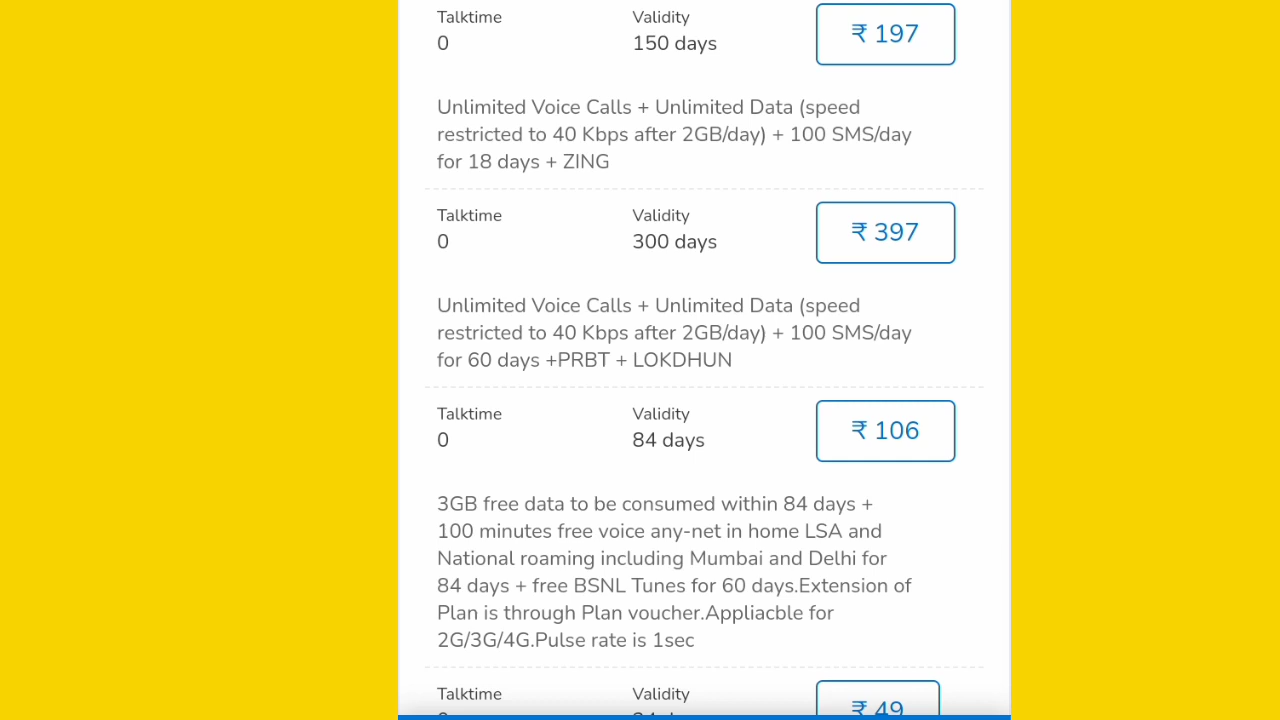 Talktime Validity ₹ 197
0 150 days
Unlimited Voice Calls + Unlimited Data (speed
restricted to 40 Kbps after 2GB/day) + 100 SMS/day
for 18 days + ZING
Talktime Validity ₹ 397
0 300 days
Unlimited Voice Calls + Unlimited Data (speed
restricted to 40 Kbps after 2GB/day) + 100 SMS/day
for 60 days +PRBT + LOKDHUN
Talktime Validity ₹ 106
0 84 days
3GB free data to be consumed within 84 days +
100 minutes free voice any-net in home LSA and
National roaming including Mumbai and Delhi for
84 days + free BSNL Tunes for 60 days.Extension of
Plan is through Plan voucher.Appliacble for
2G/3G/4G.Pulse rate is 1sec
Talktime Validity ₹ 49